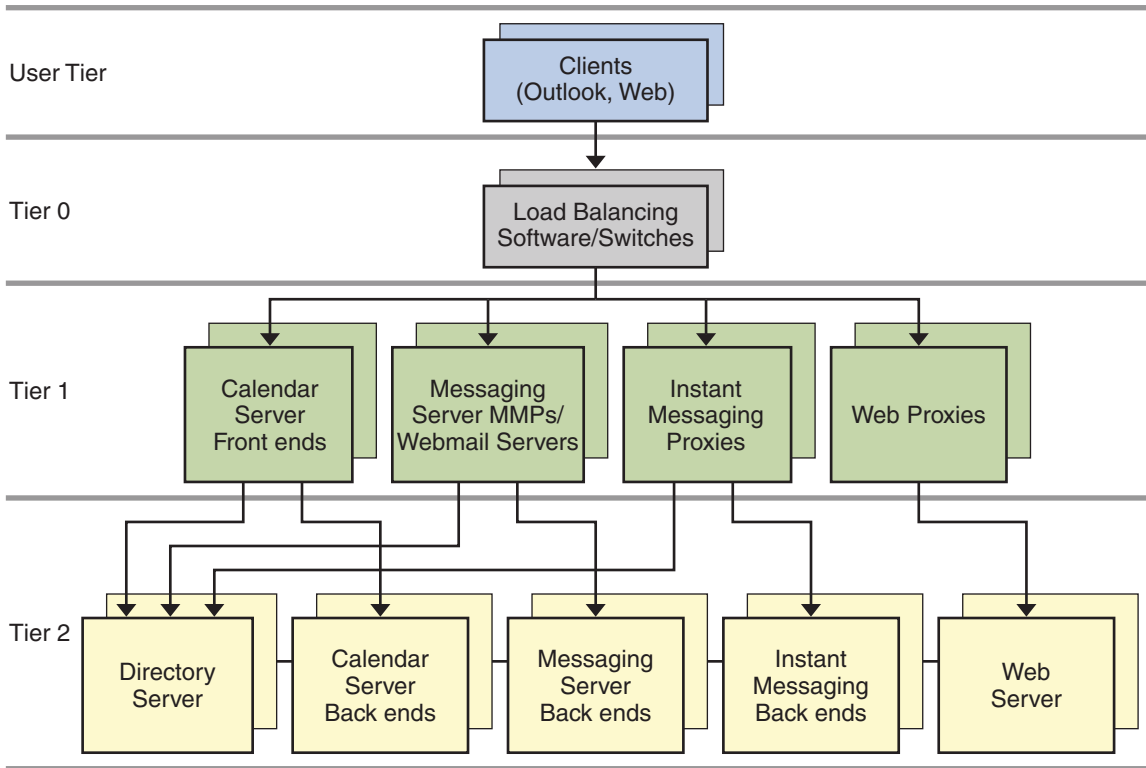 User Tier
Clients
(Outlook, Web)
Tier 0
Load Balancing
Software/Switches
Tier 1
Calendar
Server
Front ends
Messaging
Server MMPs/
Webmail Servers
Instant
Messaging
Proxies
Web Proxies
Tier 2
Directory
Server
Calendar
Server
Back ends
Messaging
Server
Back ends
Instant
Messaging
Back ends
Web
Server